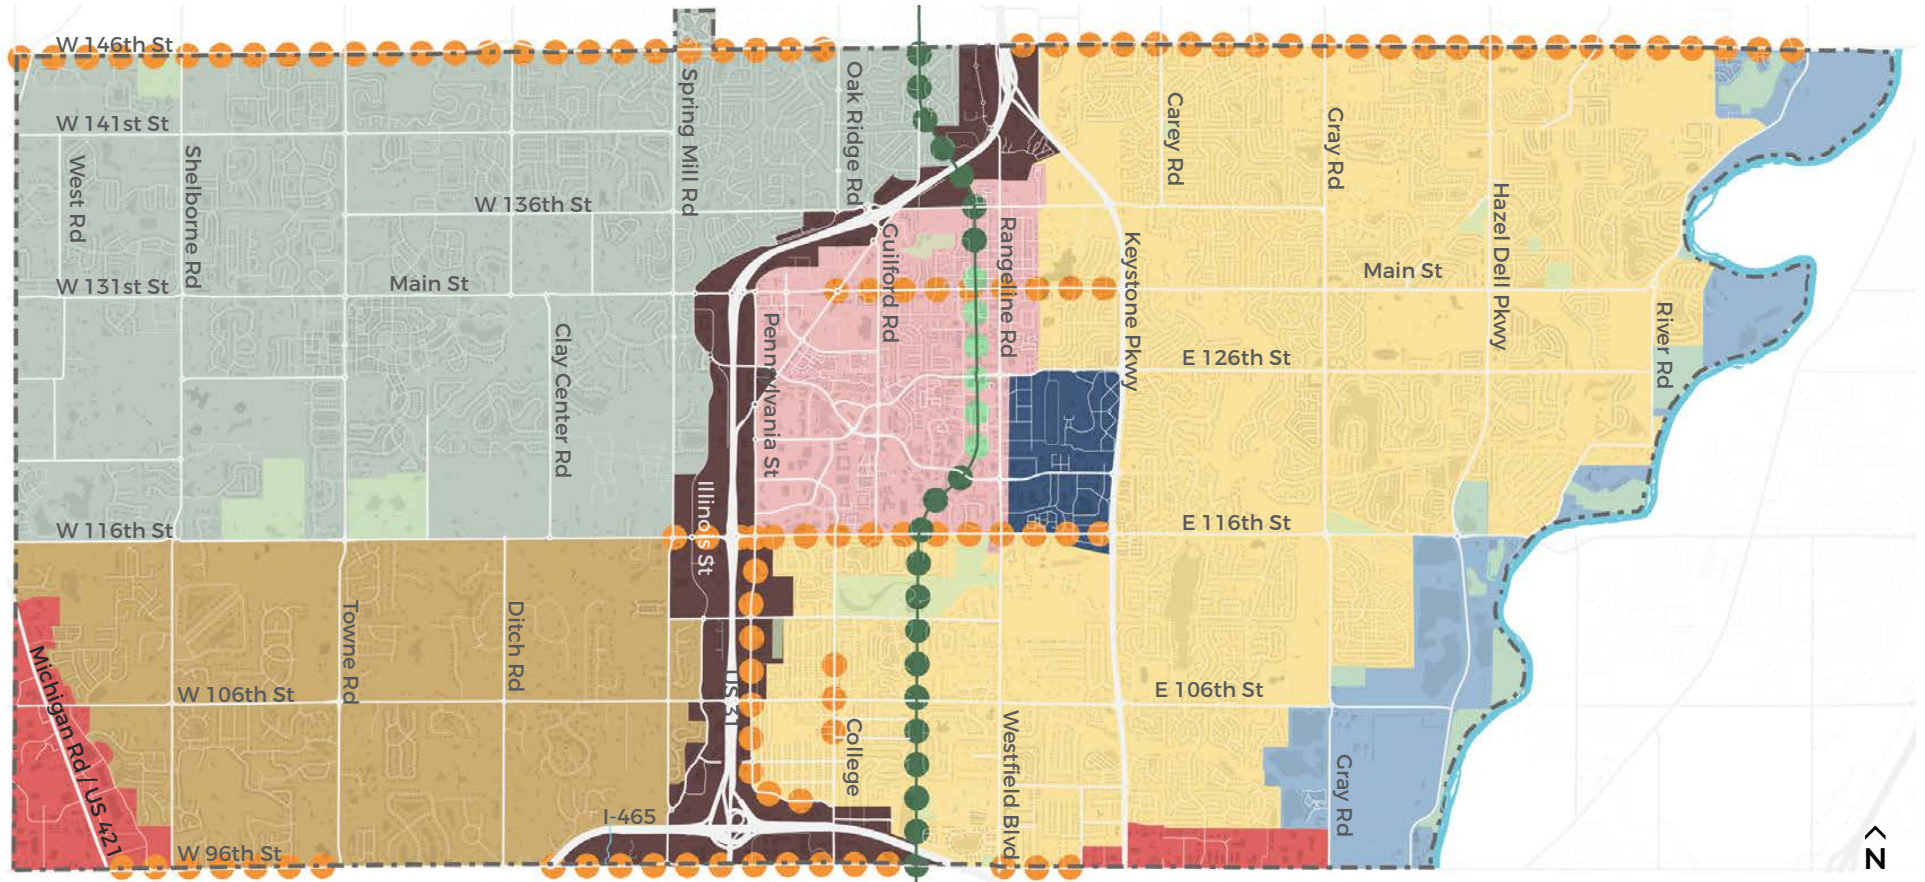 W 146th St
W 141st St
West Rd
Shelborne Rd
Spring Mill Rd
Oak Ridge Rd
Carey Rd
Gray Rd
Hazel Dell Pkwy
W 136th St
Guilford Rd
Rangeline Rd
Keystone Pkwy
W 131st St
Main St
Main St
Clay Center Rd
Pennsylvania St
River Rd
E 126th St
Illinois St
W 116th St
E 116th St
Michigan Rd / US 421
Towne Rd
Ditch Rd
US 31
W 106th St
E 106th St
College
Westfield Blvd
Gray Rd
I-465
W 96th St
N